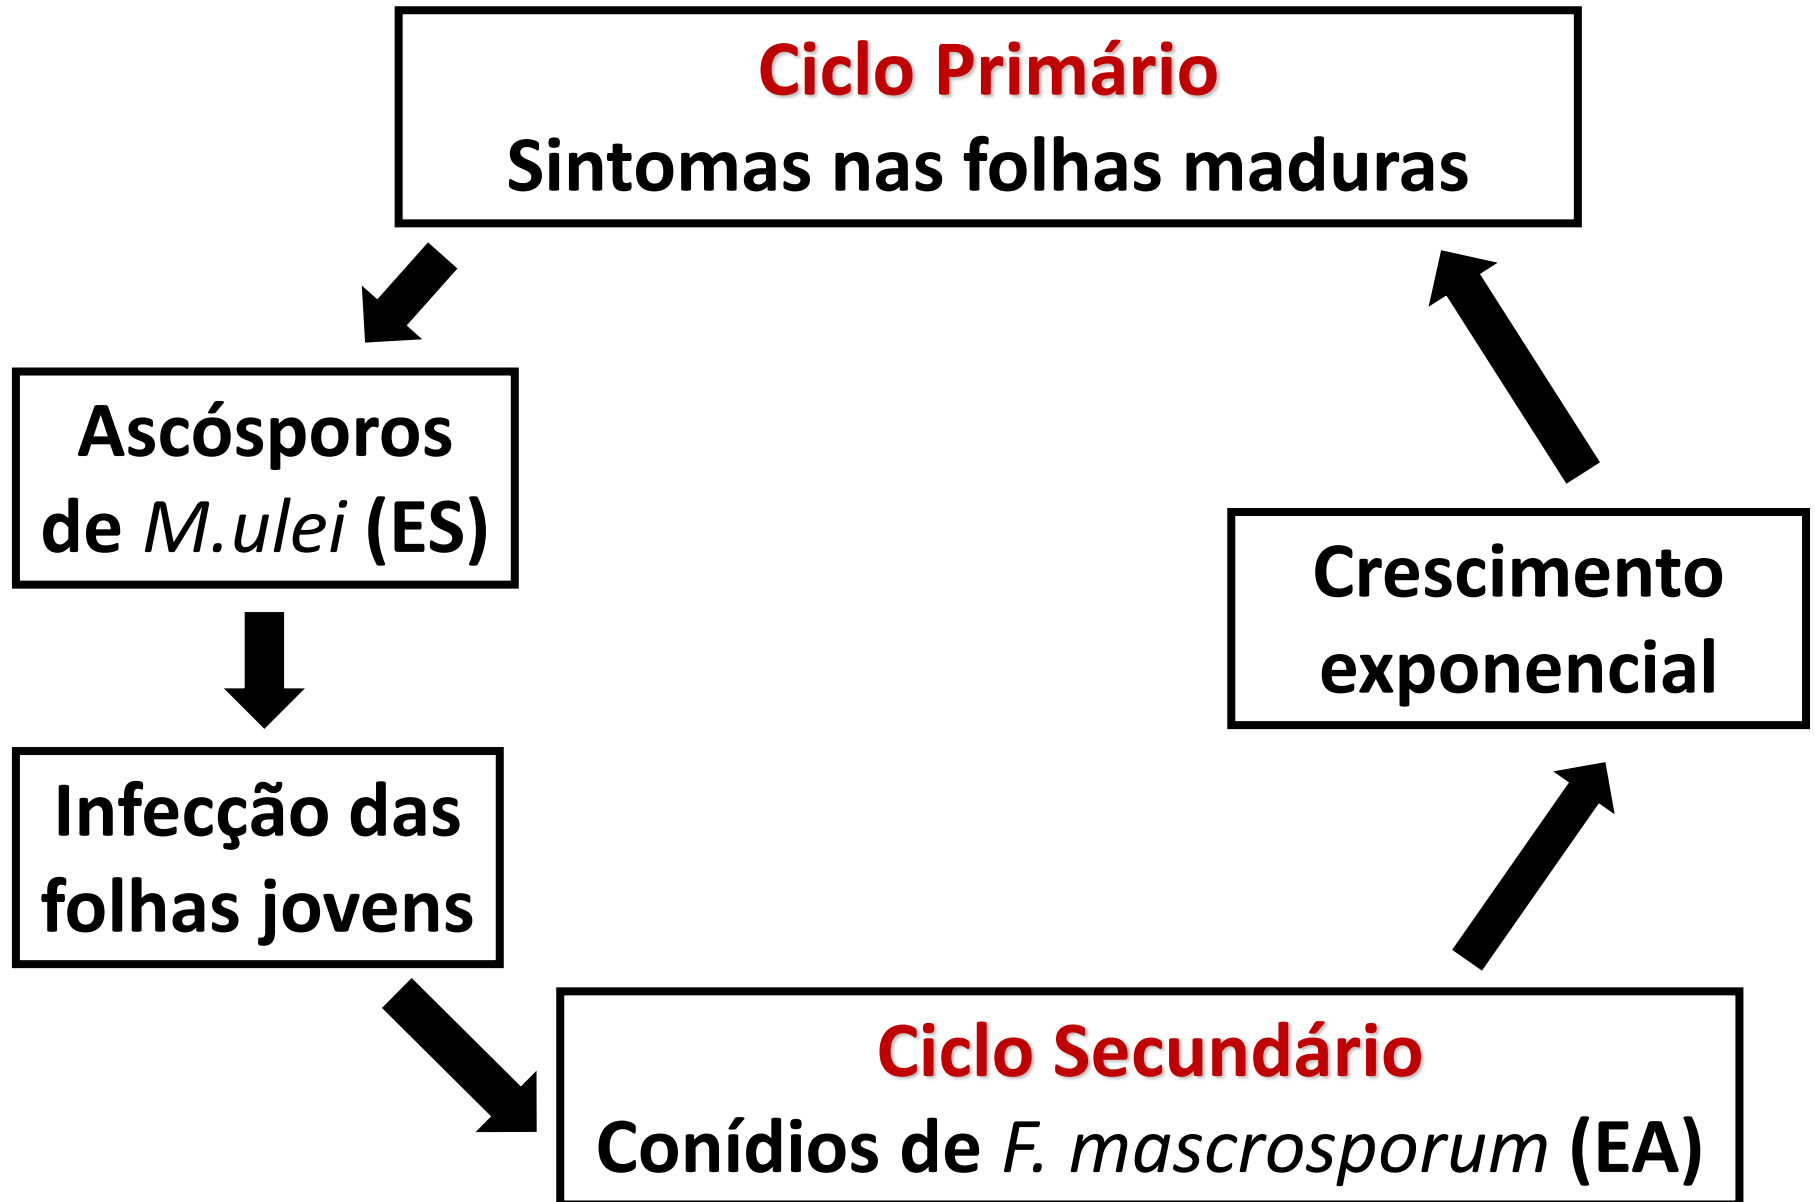 Ciclo Primário
Sintomas nas folhas maduras
Ascósporos
de M.ulei (ES)
Infecção das
folhas jovens
Ciclo Secundário
Conídios de F. mascrosporum (EA)
Crescimento
exponencial